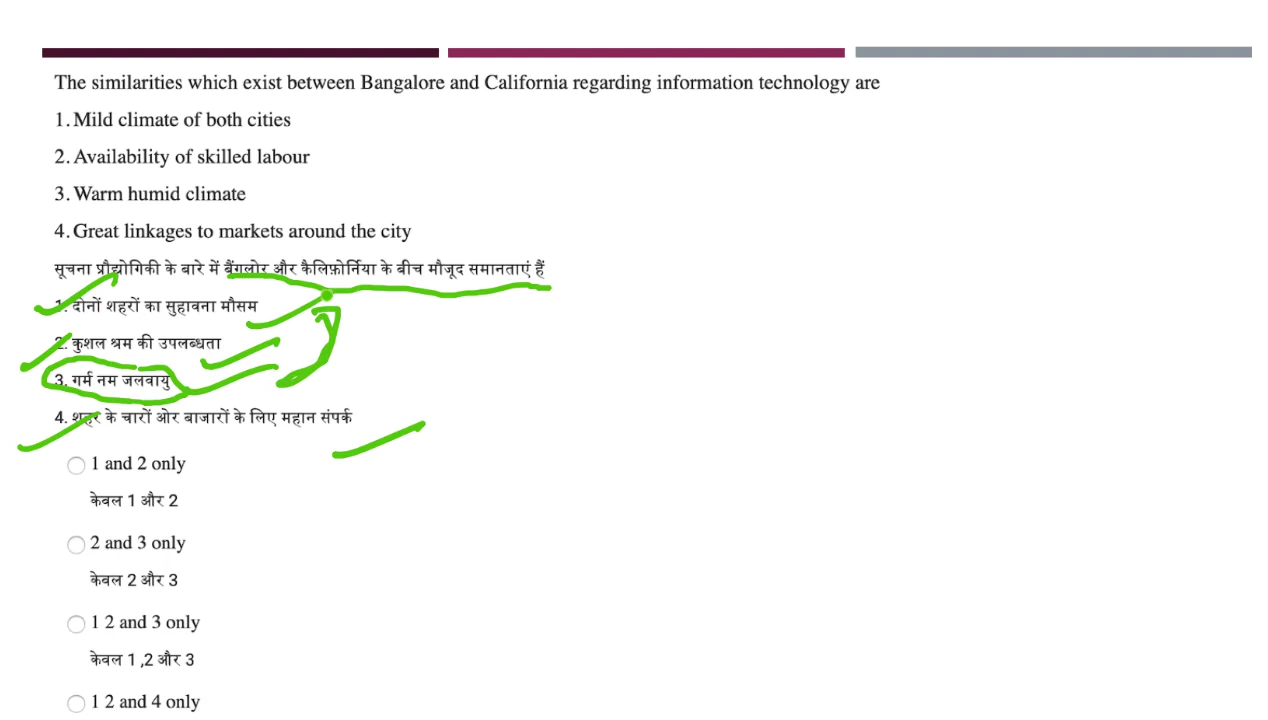 The similarities which exist between Bangalore and California regarding information technology are
1. Mild climate of both cities
2. Availability of skilled labour
3. Warm humid climate
4. Great linkages to markets around the city
सूचना प्रौद्योगिकी के बारे में बैंगलोर और कैलिफ़ोर्निया के बीच मौजूद समानताएं हैं
1. दोनों शहरों का सुहावना मौसम
2. कुशल श्रम की उपलब्धता
3. गर्म नम जलवायु
4. शहर के चारों ओर बाजारों के लिए महान संपर्क
1 and 2 only
केवल 1 और 2
2 and 3 only
केवल 2 और 3
1 2 and 3 only
केवल 1 ,2 और 3
1 2 and 4 only